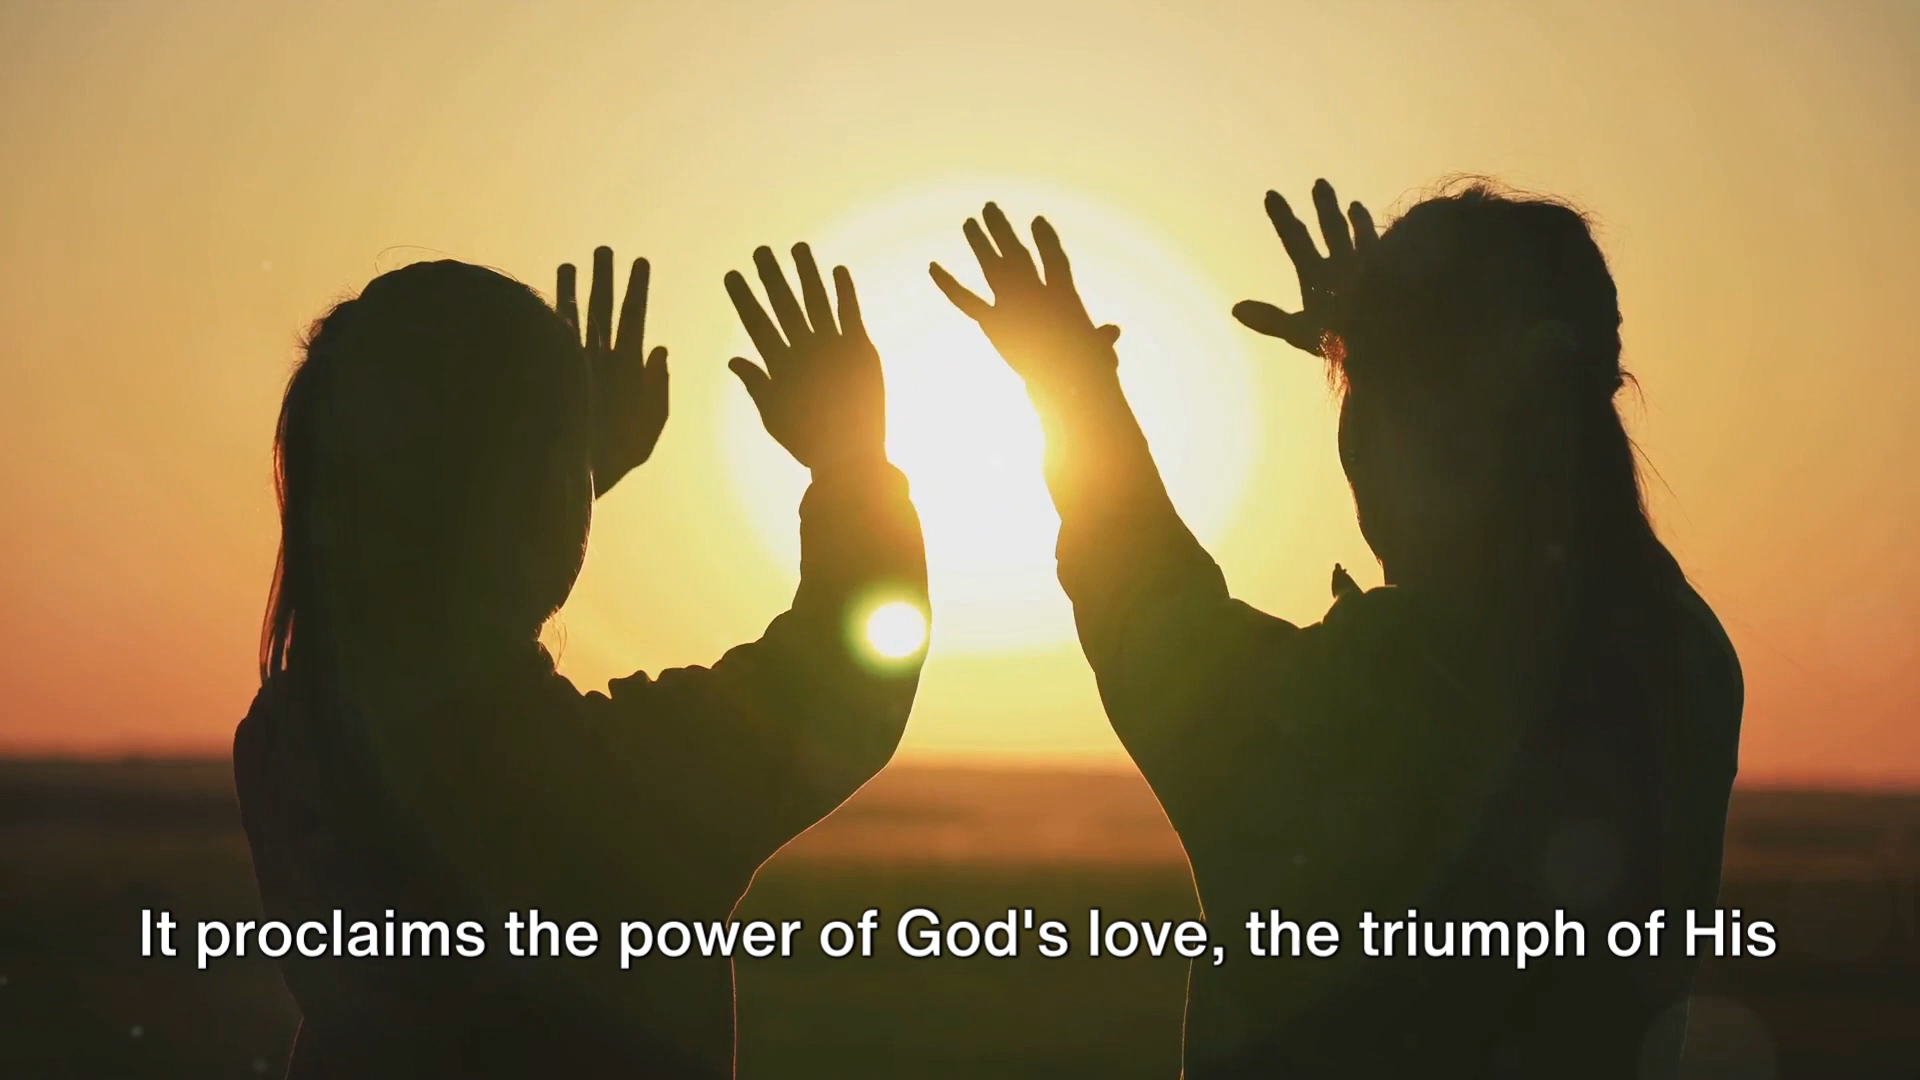 It proclaims the power of God's love, the triumph of His